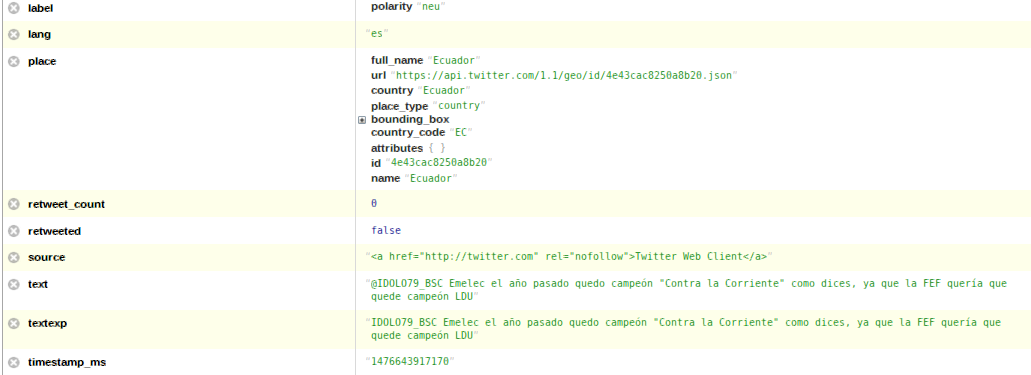 label polarity "neu"
lang "es"
place full_name "Ecuador"
url "https://api.twitter.com/1.1/geo/id/4e43cac8250a8b20.json"
country "Ecuador"
place_type "country"
bounding_box
country_code "EC"
attributes { }
id "4e43cac8250a8b20"
name "Ecuador"
retweet_count 0
retweeted false
source "<a href="http://twitter.com" rel="nofollow">Twitter Web Client</a>"
text "@IDOLO79_BSC Emelec el año pasado quedo campeón "Contra la Corriente" como dices, ya que la FEF quería que
quede campeón LDU"
textexp "IDOLO79_BSC Emelec el año pasado quedo campeón "Contra la Corriente" como dices, ya que la FEF quería que
quede campeón LDU"
timestamp_ms "1476643917170"